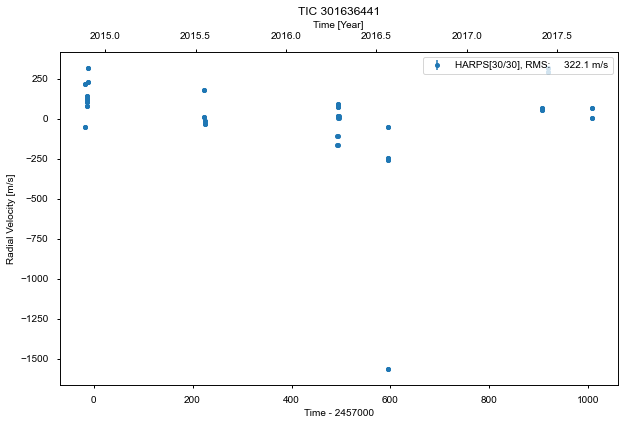 TIC 301636441
Time [Year]
2015.0 2015.5 2016.0 2016.5 2017.0 2017.5
HARPS[30/30], RMS: 322.1 m/s
250
0
−250
−500
−750
−1000
−1250
−1500
Radial Velocity [m/s]
0 200 400 600 800 1000
Time - 2457000